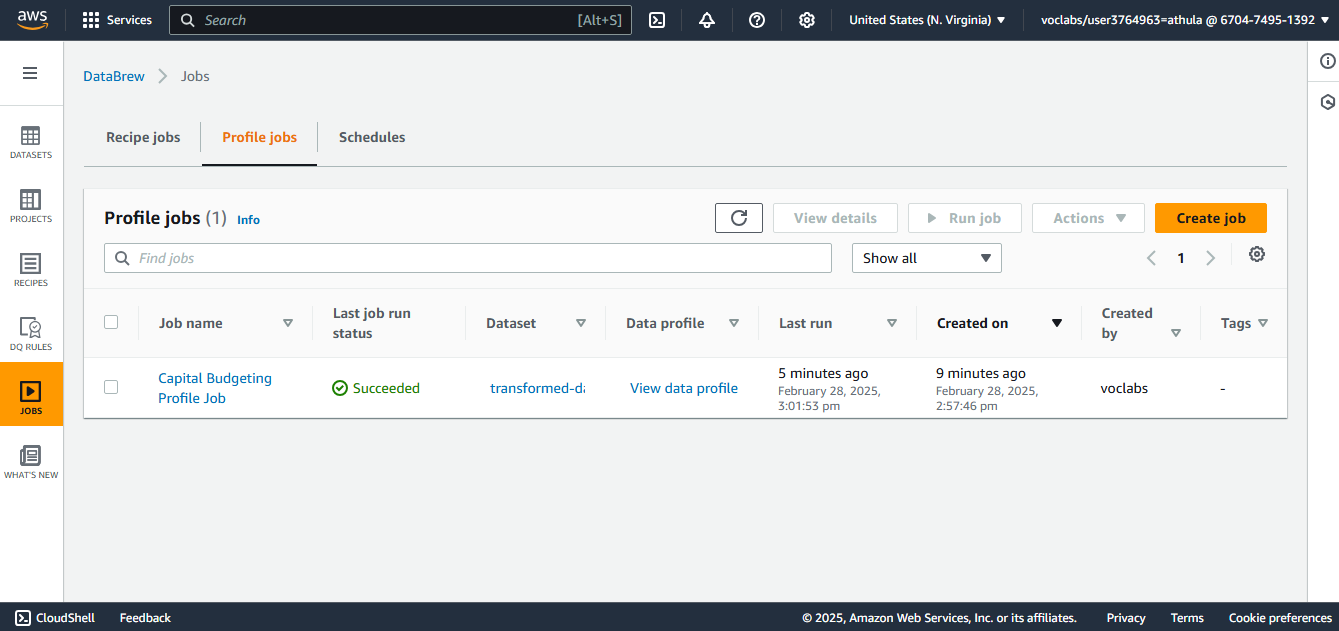 aws
Services
Search [Alt+S]
United States (N. Virginia)
voclabs/user3764963=athula @ 6704-7495-1392
DataBrew
Jobs
DATASETS
PROJECTS
RECIPES
DQ RULES
JOBS
WHAT'S NEW
Recipe jobs
Profile jobs
Schedules
Profile jobs (1) Info
View details
Run job
Actions
Create job
Find jobs
Show all
1
Job name
Last job run
status
Dataset
Data profile
Last run
Created on
Created
by
Tags
Capital Budgeting
Profile Job
Succeeded
transformed-da
View data profile
5 minutes ago
February 28, 2025,
3:01:53 pm
9 minutes ago
February 28, 2025,
2:57:46 pm
voclabs
-
CloudShell
Feedback
© 2025, Amazon Web Services, Inc. or its affiliates.
Privacy
Terms
Cookie preferences